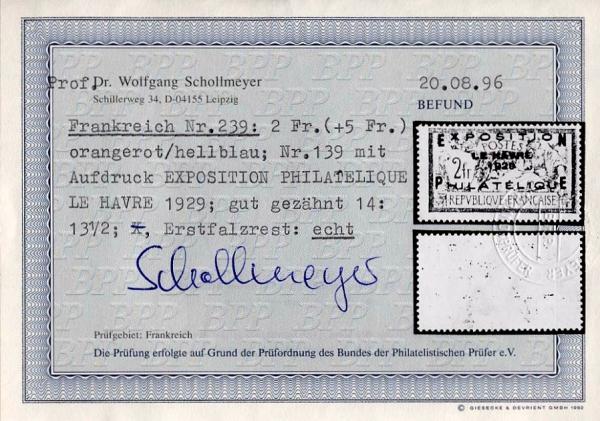 Prof. Dr. Wolfgang Schollmeyer
Schillerweg 34, D-04155 Leipzig
20.08.96
BEFUND
Frankreich Nr.239: 2 Fr.(+5 Fr.)
orangerot/hellblau; Nr.139 mit
Aufdruck EXPOSITION PHILATELIQUE
LE HAVRE 1929; gut gezähnt 14:
13½; *, Erstfalzrest: echt
EXPOSITION
POSTES
LE HAVRE
1929
2fr
PHILATELIQUE
REPVBLIQVE FRANÇAISE
Schollmeyer
BPP
Prüfgebiet: Frankreich
Die Prüfung erfolgte auf Grund der Prüfordnung des Bundes der Philatelistischen Prüfer e.V.
© GIESECKE & DEVRIENT GMBH 1992